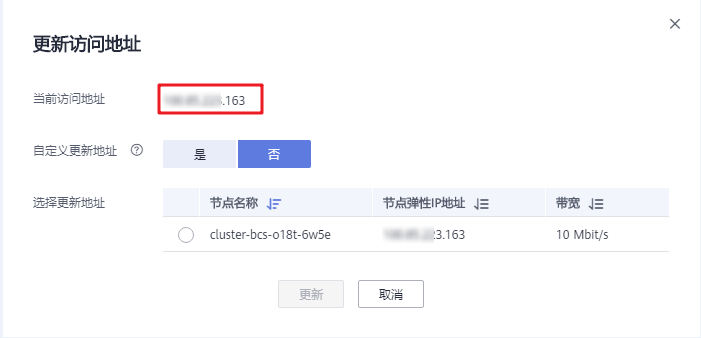 更新访问地址
当前访问地址 .163
自定义更新地址 ? 是 否
选择更新地址 节点名称 节点弹性IP地址 带宽
cluster-bcs-o18t-6w5e 3.163 10 Mbit/s
更新 取消